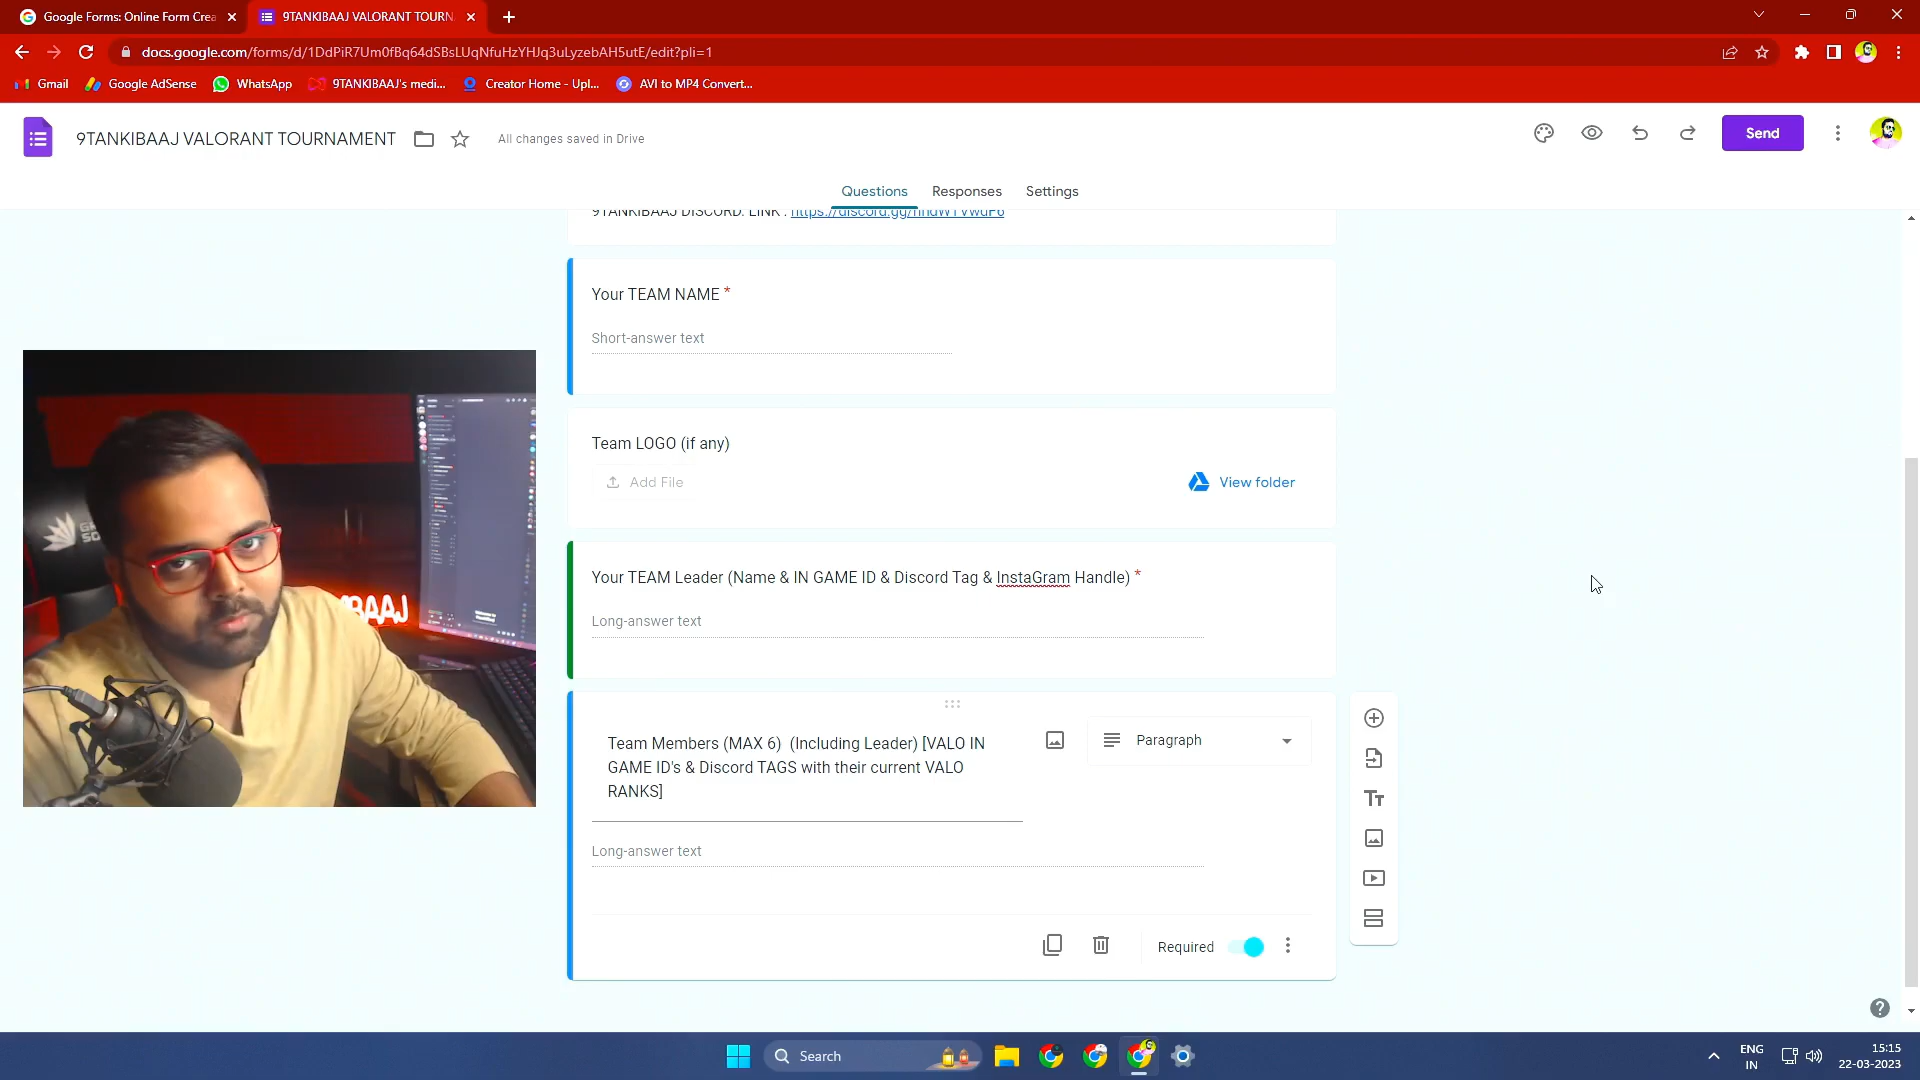 Google Forms: Online Form Crea
9TANKIBAAJ VALORANT TOURN
docs.google.com/forms/d/1DdPiR7Um0fBq64dSBsLUqNfuHzYHJq3uLyzebAH5utE/edit?pli=1
Gmail
Google AdSense
WhatsApp
9TANKIBAAJ's medi...
Creator Home - Upl...
AVI to MP4 Convert...
9TANKIBAAJ VALORANT TOURNAMENT
All changes saved in Drive
Send
Questions
Responses
Settings
9TANKIBAAJ DISCORD. LINK :
Your TEAM NAME *
Short-answer text
Team LOGO (if any)
Add File
View folder
Your TEAM Leader (Name & IN GAME ID & Discord Tag & InstaGram Handle) *
Long-answer text
Team Members (MAX 6) (Including Leader) [VALO IN
GAME ID's & Discord TAGS with their current VALO
RANKS]
Paragraph
Long-answer text
Required
BAAJ
Search
ENG
IN
15:15
22-03-2023